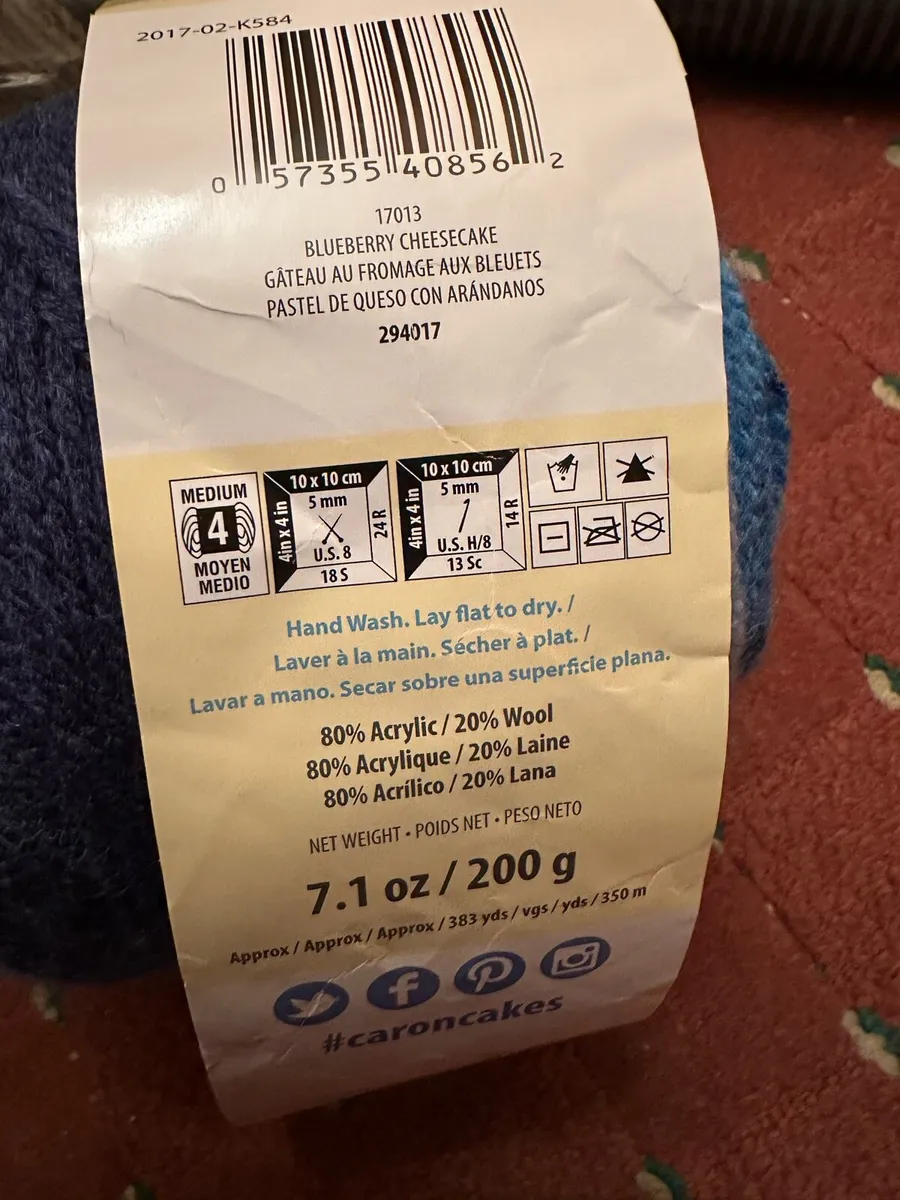 2017-02-K584
0 57355 40856 2
17013
BLUEBERRY CHEESECAKE
GÂTEAU AU FROMAGE AUX BLEUETS
PASTEL DE QUESO CON ARÁNDANOS
294017
MEDIUM
4
MOYEN
MEDIO
10 x 10 cm
4in x 4 in
5 mm
24 R
U.S. 8
18 S
10 x 10 cm
4in x 4 in
5 mm
14 R
U.S. H/8
13 Sc
Hand Wash. Lay flat to dry. /
Laver à la main. Sécher à plat. /
Lavar a mano. Secar sobre una superficie plana.
80% Acrylic / 20% Wool
80% Acrylique / 20% Laine
80% Acrílico / 20% Lana
NET WEIGHT • POIDS NET • PESO NETO
7.1 oz / 200 g
Approx / Approx / Approx / 383 yds / vgs / yds / 350 m
#caroncakes